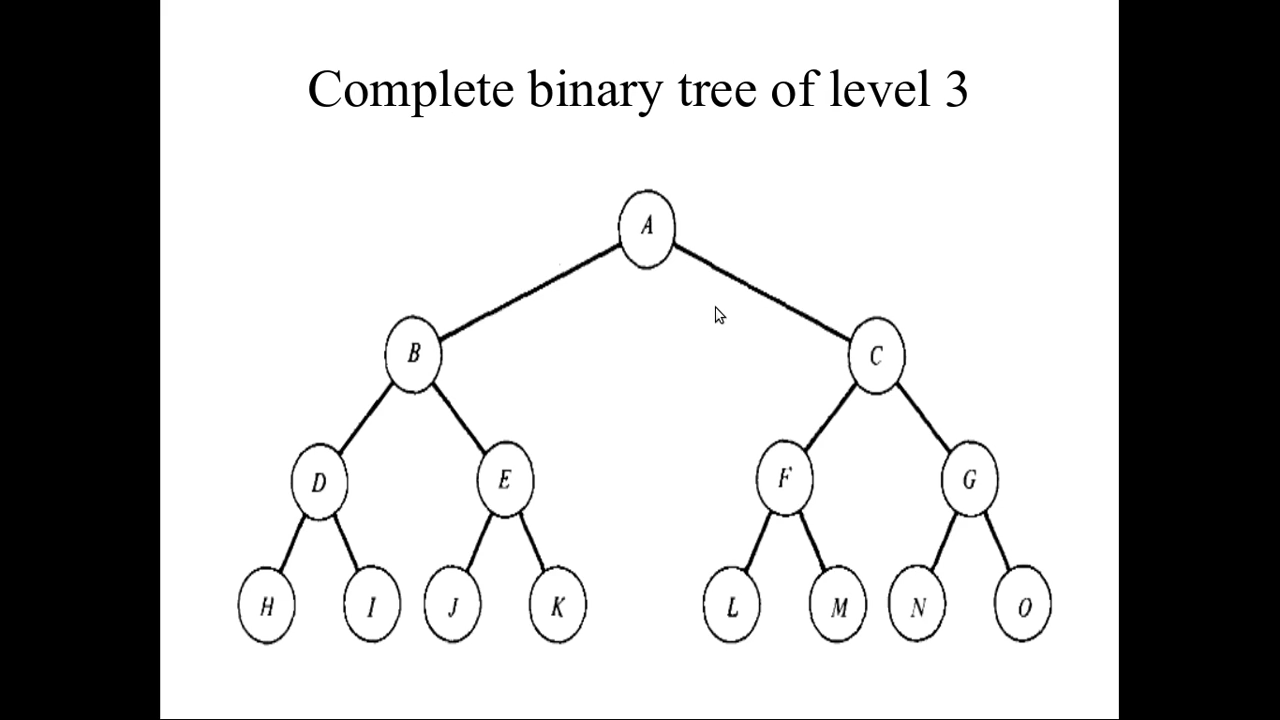 Complete binary tree of level 3
A
B C
D E F G
H I J K L M N O